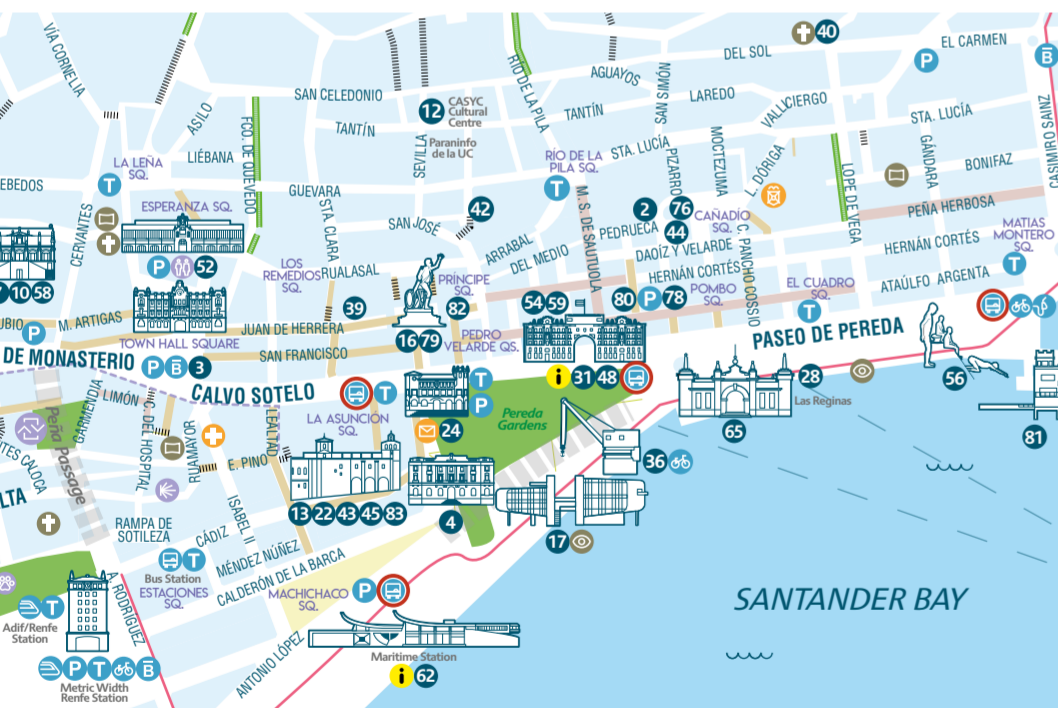 VÍA CORNELIA
ASILO
SAN CELEDONIO
TANTÍN
12
CASYC
Cultural
Centre
Paraninfo
de la UC
SEVILLA
RÍO DE LA PILA
AGUAYOS
TANTÍN
SAN SIMÓN
DEL SOL
40
LAREDO
VALLICIERGO
EL CARMEN
P
B
STA. LUCÍA
CASIMIRO SAINZ
LA LEÑA
SQ.
T
LIÉBANA
FCO. DE QUEVEDO
GUEVARA
STA. CLARA
SAN JOSÉ
42
RÍO DE LA
PILA SQ.
T
STA. LUCÍA
PIZARRO
MOCTEZUMA
L. DÓRIGA
LOPE DE VEGA
GÁNDARA
BONIFAZ
PEÑA HERBOSA
EBEDOS
CERVANTES
ESPERANZA SQ.
P
52
10
58
LOS
REMEDIOS
SQ.
RUALASAL
39
ARRABAL
DEL MEDIO
M. S. DE SAUTUOLA
2
76
44
PEDRUECA
CAÑADÍO
SQ.
DAOÍZ Y VELARDE
HERNÁN CORTÉS
C. PANCHO COSSIO
HERNÁN CORTÉS
MATIAS
MONTERO
SQ.
T
ATAÚLFO ARGENTA
UBIO
P
M. ARTIGAS
JUAN DE HERRERA
PRÍNCIPE
SQ.
82
16
79
PEDRO
VELARDE QS.
54
59
80
P
78
POMBO
SQ.
EL CUADRO
SQ.
T
PASEO DE PEREDA
DE MONASTERIO
TOWN HALL SQUARE
P
B
3
SAN FRANCISCO
CALVO SOTELO
T
T
P
i
31
48
28
Las Reginas
56
81
65
Peña Passage
GARMENDIA
LIMÓN
J. DEL HOSPITAL
RUAMAYOR
LEALTAD
LA ASUNCIÓN
SQ.
24
Pereda
Gardens
E. PINO
ISABEL II
13
22
43
45
83
4
36
17
NTES CALOCA
LTA
RAMPA DE
SOTILEZA
CÁDIZ
MÉNDEZ NÚÑEZ
CALDERÓN DE LA BARCA
T
Bus Station
ESTACIONES
SQ.
MACHICHACO
SQ.
P
A. RODRÍGUEZ
ANTONIO LÓPEZ
T
Adif/Renfe
Station
P
T
B
Metric Width
Renfe Station
Maritime Station
i
62
SANTANDER BAY